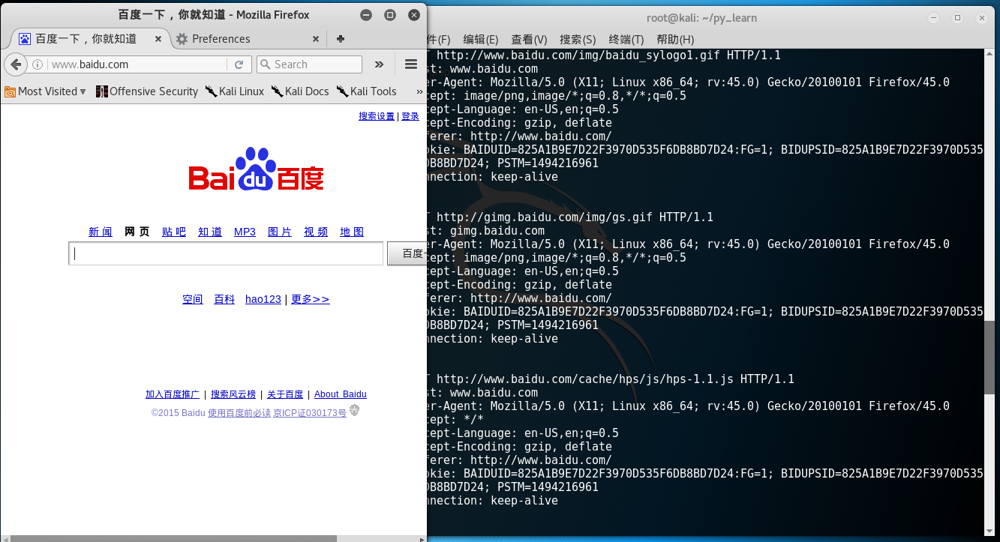 百度一下，你就知道 - Mozilla Firefox
百度一下，你就知道
Preferences
www.baidu.com
Search
Most Visited
Offensive Security
Kali Linux
Kali Docs
Kali Tools
搜索设置 | 登录
Bai du 百度
新 闻 网 页 贴 吧 知 道 MP3 图 片 视 频 地 图
百度一
空间 百科 hao123 | 更多>>
加入百度推广 | 搜索风云榜 | 关于百度 | About Baidu
©2015 Baidu 使用百度前必读 京ICP证030173号
root@kali: ~/py_learn
件(F) 编辑(E) 查看(V) 搜索(S) 终端(T) 帮助(H)
T http://www.baidu.com/img/baidu_sylogo1.gif HTTP/1.1
st: www.baidu.com
er-Agent: Mozilla/5.0 (X11; Linux x86_64; rv:45.0) Gecko/20100101 Firefox/45.0
cept: image/png,image/*;q=0.8,*/*;q=0.5
cept-Language: en-US,en;q=0.5
cept-Encoding: gzip, deflate
ferer: http://www.baidu.com/
okie: BAIDUID=825A1B9E7D22F3970D535F6DB8BD7D24:FG=1; BIDUPSID=825A1B9E7D22F3970D535
DB8BD7D24; PSTM=1494216961
nnection: keep-alive
T http://gimg.baidu.com/img/gs.gif HTTP/1.1
st: gimg.baidu.com
er-Agent: Mozilla/5.0 (X11; Linux x86_64; rv:45.0) Gecko/20100101 Firefox/45.0
cept: image/png,image/*;q=0.8,*/*;q=0.5
cept-Language: en-US,en;q=0.5
cept-Encoding: gzip, deflate
ferer: http://www.baidu.com/
okie: BAIDUID=825A1B9E7D22F3970D535F6DB8BD7D24:FG=1; BIDUPSID=825A1B9E7D22F3970D535
DB8BD7D24; PSTM=1494216961
nnection: keep-alive
T http://www.baidu.com/cache/hps/js/hps-1.1.js HTTP/1.1
st: www.baidu.com
er-Agent: Mozilla/5.0 (X11; Linux x86_64; rv:45.0) Gecko/20100101 Firefox/45.0
cept: */*
cept-Language: en-US,en;q=0.5
cept-Encoding: gzip, deflate
ferer: http://www.baidu.com/
okie: BAIDUID=825A1B9E7D22F3970D535F6DB8BD7D24:FG=1; BIDUPSID=825A1B9E7D22F3970D535
DB8BD7D24; PSTM=1494216961
nnection: keep-alive